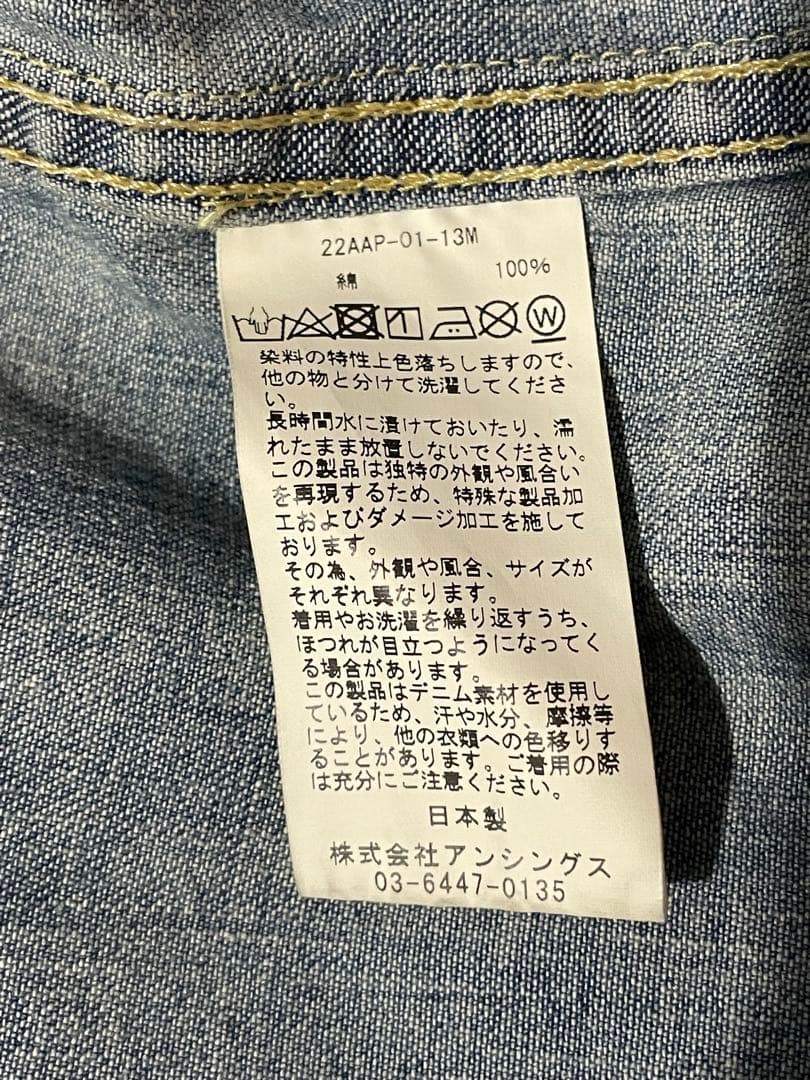 22AAP-01-13M
綿 100%
W
染料の特性上色落ちしますので、
他の物と分けて洗濯してくださ
い。
長時間水に漬けておいたり、濡
れたまま放置しないでください。
この製品は独特の外観や風合い
を再現するため、特殊な製品加
工およびダメージ加工を施して
おります。
その為、外観や風合、サイズが
それぞれ異なります。
着用やお洗濯を繰り返すうち、
ほつれが目立つようになってく
る場合があります。
この製品はデニム素材を使用し
ているため、汗や水分、摩擦等
により、他の衣類への色移りす
ることがあります。ご着用の際
は充分にご注意ください。
日本製
株式会社アンシングス
03-6447-0135